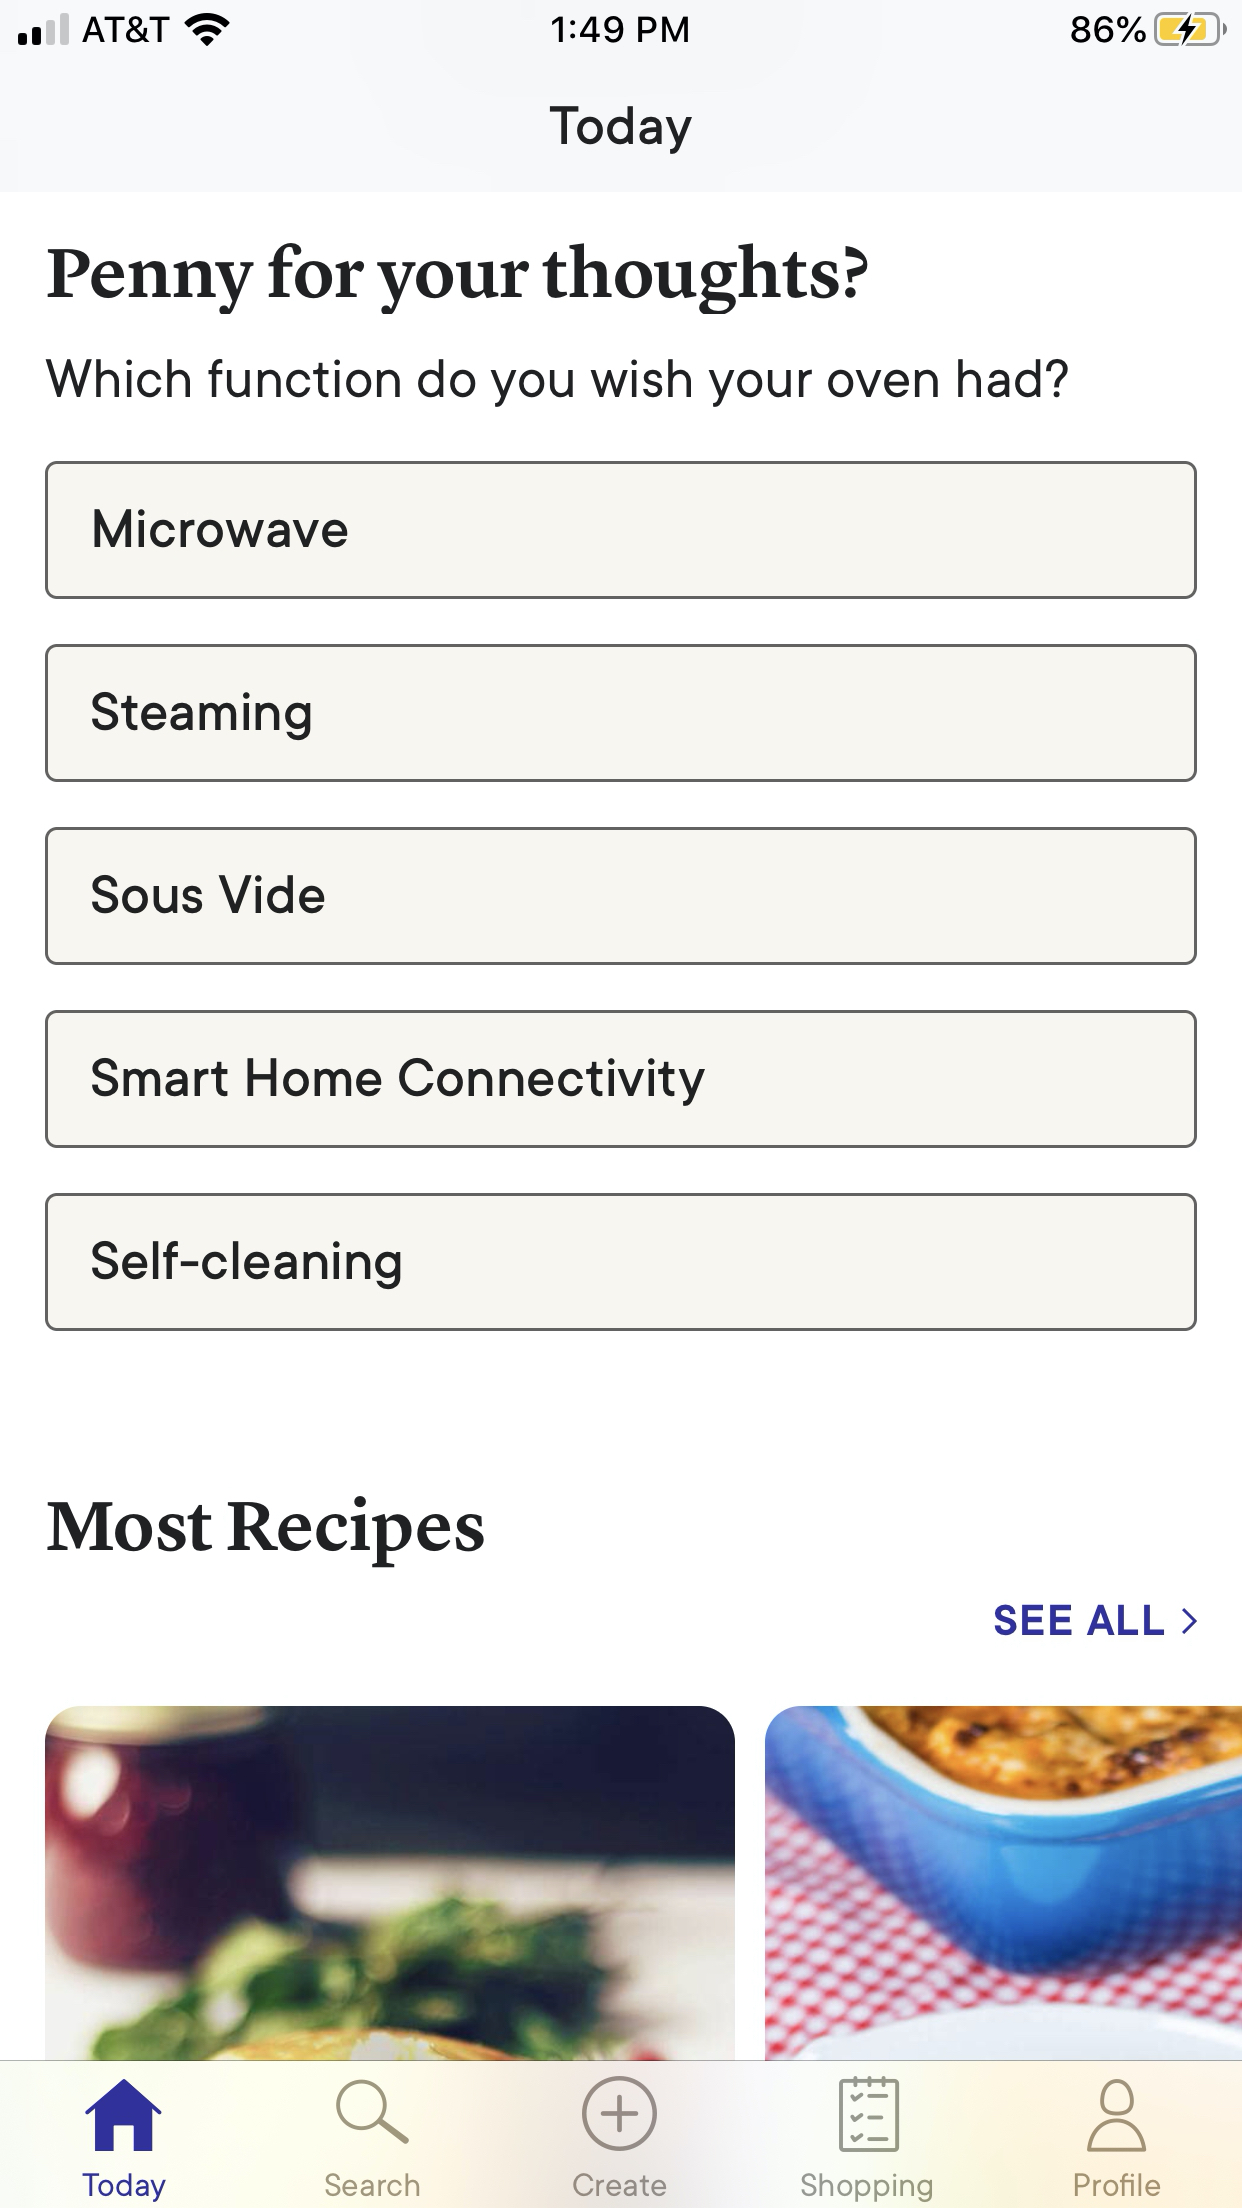 AT&T 1:49 PM 86%
Today
Penny for your thoughts?
Which function do you wish your oven had?
Microwave
Steaming
Sous Vide
Smart Home Connectivity
Self-cleaning
Most Recipes
SEE ALL >
Today Search Create Shopping Profile